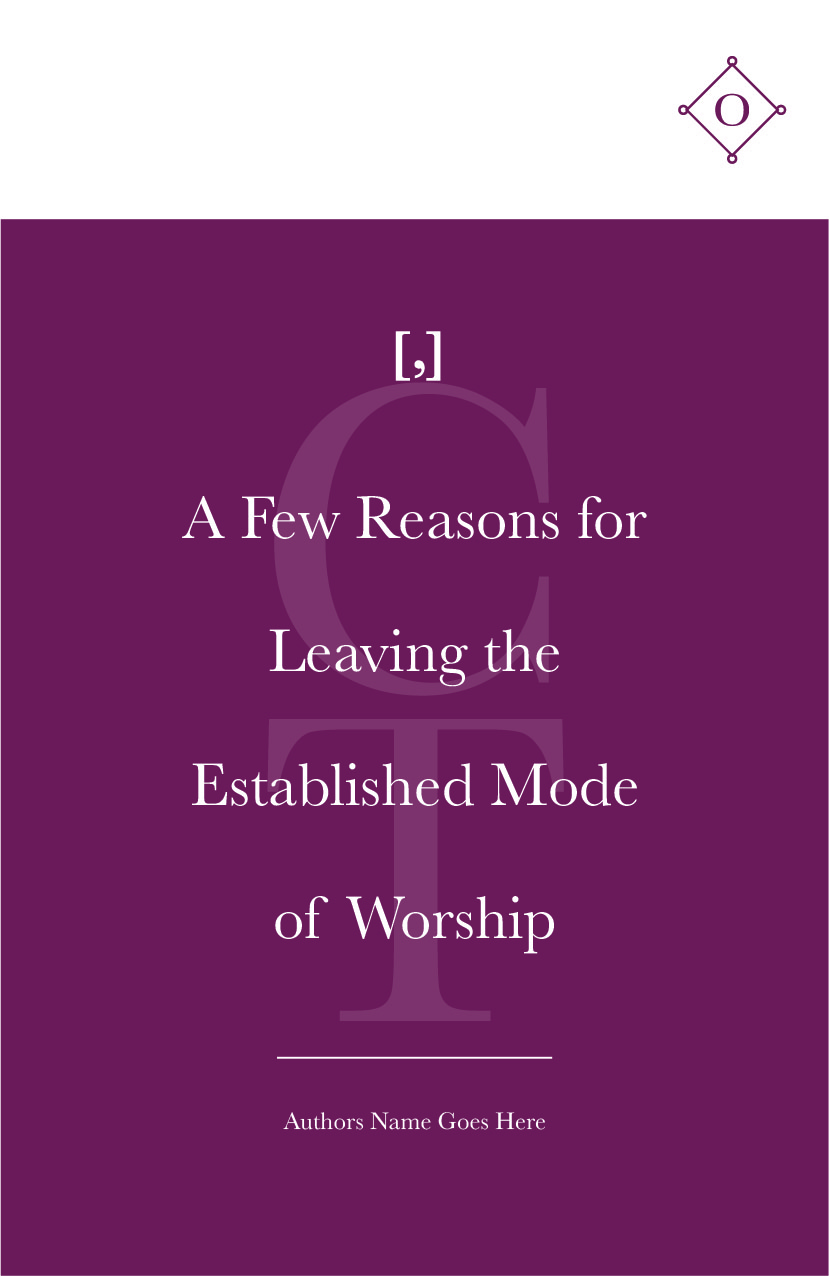 O
[,]
C
A Few Reasons for
Leaving the
T
Established Mode
of Worship
Authors Name Goes Here